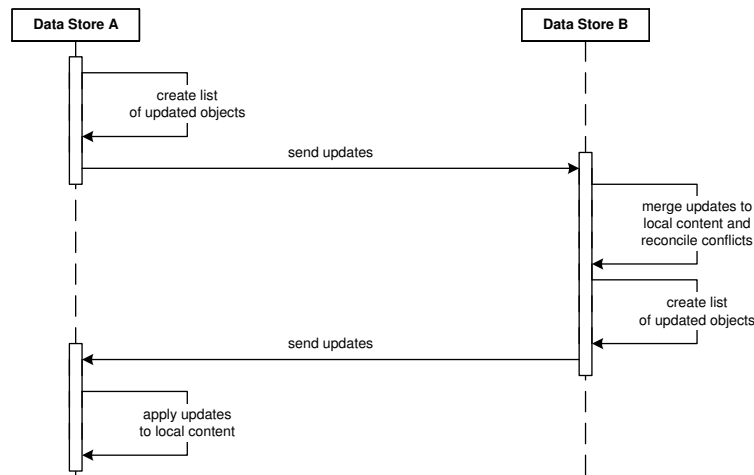 Data Store A
Data Store B
create list
of updated objects
send updates
merge updates to
local content and
reconcile conflicts
create list
of updated objects
send updates
apply updates
to local content